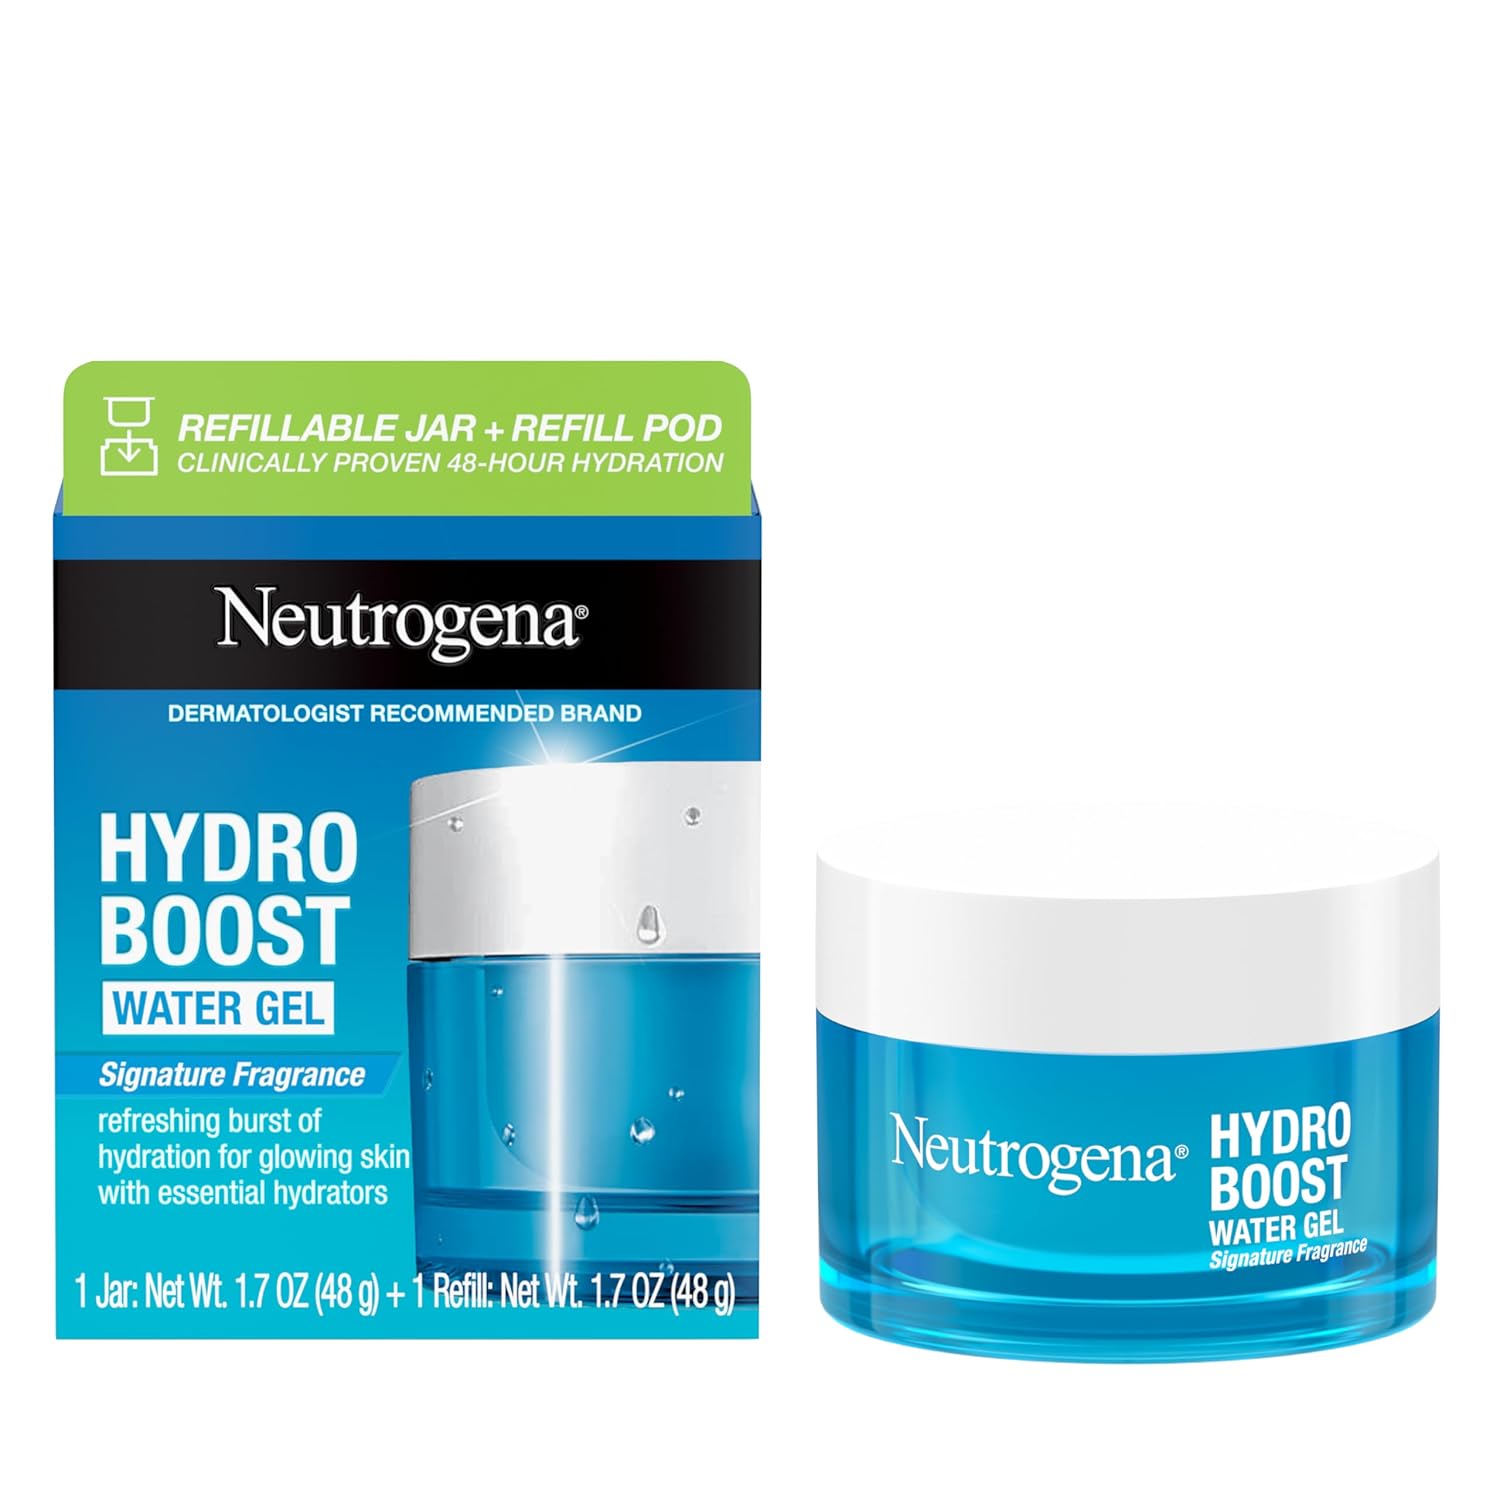 REFILLABLE JAR + REFILL POD
CLINICALLY PROVEN 48-HOUR HYDRATION
Neutrogena®
DERMATOLOGIST RECOMMENDED BRAND
HYDRO
BOOST
WATER GEL
Signature Fragrance
refreshing burst of
hydration for glowing skin
with essential hydrators
1 Jar: Net Wt. 1.7 OZ (48 g) + 1 Refill: Net Wt. 1.7 OZ (48 g)
Neutrogena®
HYDRO
BOOST
WATER GEL
Signature Fragrance